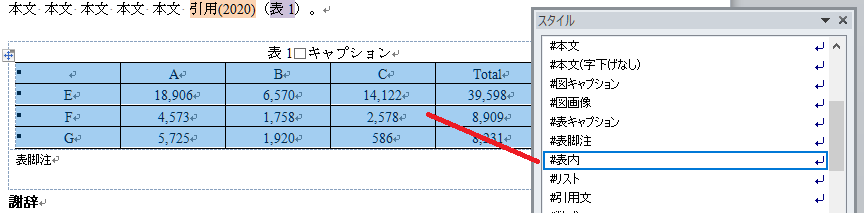 本文 本文 本文 本文 本文 引用(2020)（表 1）。
表 1□キャプション
A B C Total
E 18,906 6,570 14,122 39,598
F 4,573 1,758 2,578 8,909
G 5,725 1,920 586 8,231
表脚注
謝辞
スタイル
#本文
#本文(字下げなし)
#図キャプション
#図画像
#表キャプション
#表脚注
#表内
#リスト
#引用文